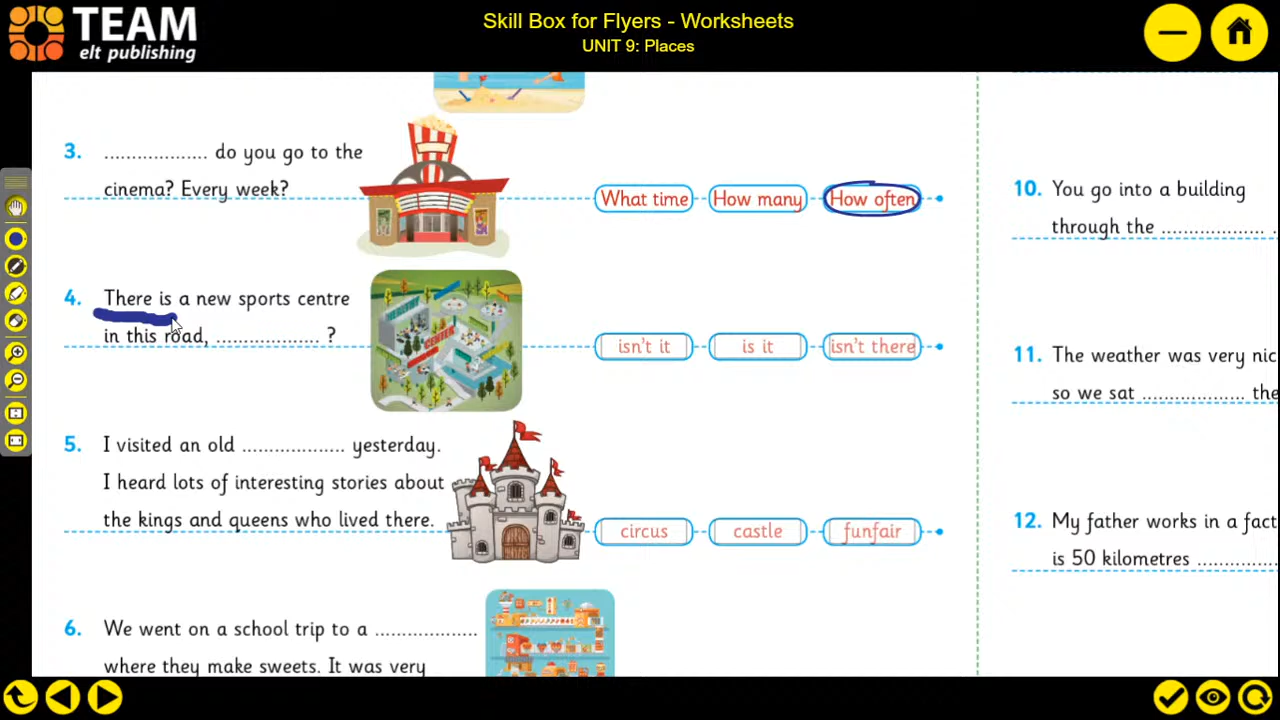 TEAM
elt publishing
Skill Box for Flyers - Worksheets
UNIT 9: Places
3. ................... do you go to the
cinema? Every week?
What time
How many
How often
4. There is a new sports centre
in this road, ................... ?
isn't it
is it
isn't there
5. I visited an old ................... yesterday.
I heard lots of interesting stories about
the kings and queens who lived there.
circus
castle
funfair
6. We went on a school trip to a ...................
where they make sweets. It was very
10. You go into a building
through the ................... .
11. The weather was very nic
so we sat ................... the
12. My father works in a fact
is 50 kilometres ...............